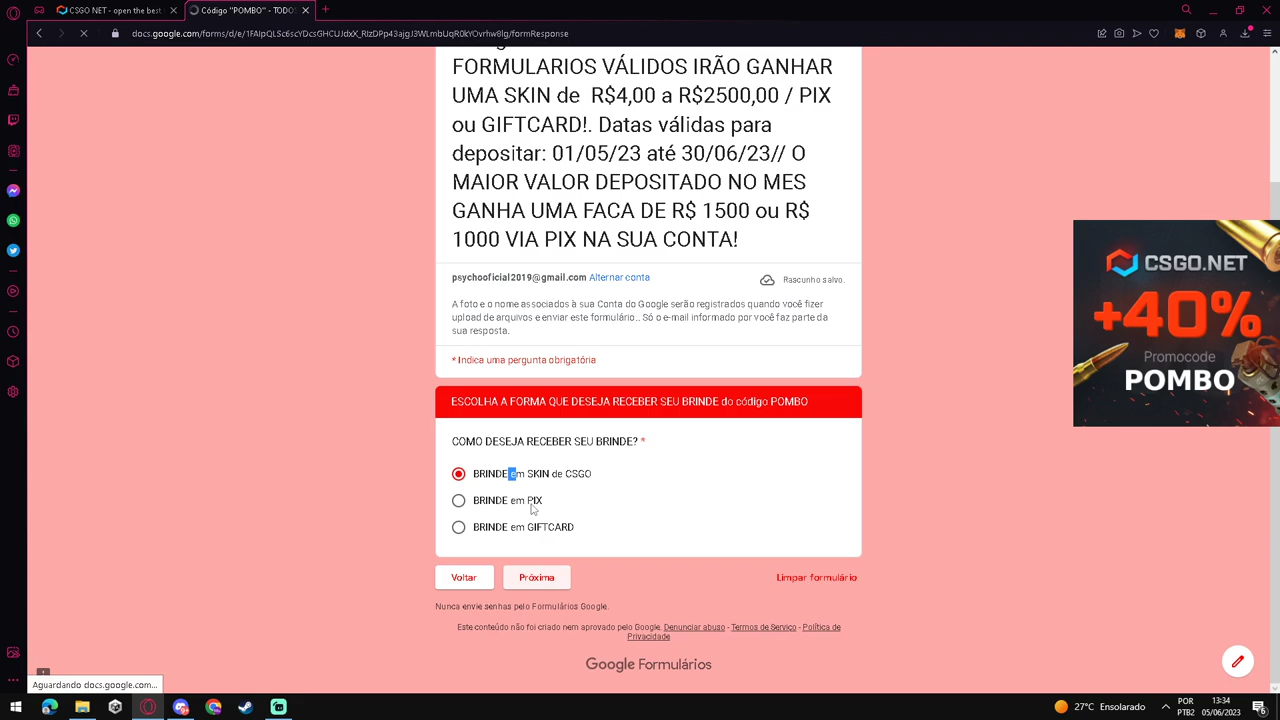 CSGO.NET - open the best
Código "POMBO" - TODOS
docs.google.com/forms/d/e/1FAIpQLSc6scYDcsGHCUJdxX_RIzDPp43ajgJ3WLmbUqR0kYOvrhw8lg/formResponse
FORMULARIOS VÁLIDOS IRÃO GANHAR
UMA SKIN de R$4,00 a R$2500,00 / PIX
ou GIFTCARD!. Datas válidas para
depositar: 01/05/23 até 30/06/23// O
MAIOR VALOR DEPOSITADO NO MES
GANHA UMA FACA DE R$ 1500 ou R$
1000 VIA PIX NA SUA CONTA!
psychooficial2019@gmail.com Alternar conta
Rascunho salvo.
A foto e o nome associados à sua Conta do Google serão registrados quando você fizer
upload de arquivos e enviar este formulário.. Só o e-mail informado por você faz parte da
sua resposta.
* Indica uma pergunta obrigatória
ESCOLHA A FORMA QUE DESEJA RECEBER SEU BRINDE do código POMBO
COMO DESEJA RECEBER SEU BRINDE? *
BRINDE em SKIN de CSGO
BRINDE em PIX
BRINDE em GIFTCARD
Voltar
Próxima
Limpar formulário
Nunca envie senhas pelo Formulários Google.
Este conteúdo não foi criado nem aprovado pelo Google. Denunciar abuso - Termos de Serviço - Política de
Privacidade
Google Formulários
CSGO.NET
+40%
Promocode
POMBO
Aguardando docs.google.com...
27°C Ensolarado
POR
PTB2
13:34
05/06/2023